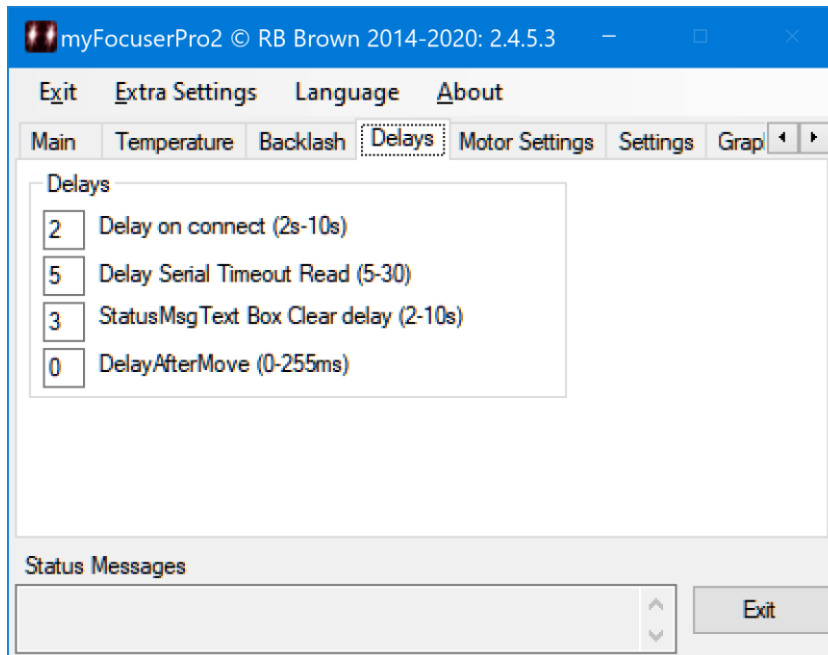 myFocuserPro2 © RB Brown 2014-2020: 2.4.5.3
Exit Extra Settings Language About
Main Temperature Backlash Delays Motor Settings Settings Grap
Delays
2 Delay on connect (2s-10s)
5 Delay Serial Timeout Read (5-30)
3 StatusMsgText Box Clear delay (2-10s)
0 DelayAfterMove (0-255ms)
Status Messages
Exit